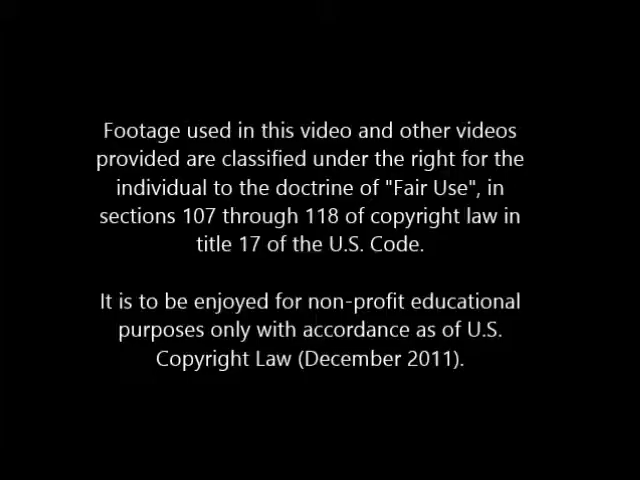 Footage used in this video and other videos
provided are classified under the right for the
individual to the doctrine of "Fair Use", in
sections 107 through 118 of copyright law in
title 17 of the U.S. Code.
It is to be enjoyed for non-profit educational
purposes only with accordance as of U.S.
Copyright Law (December 2011).